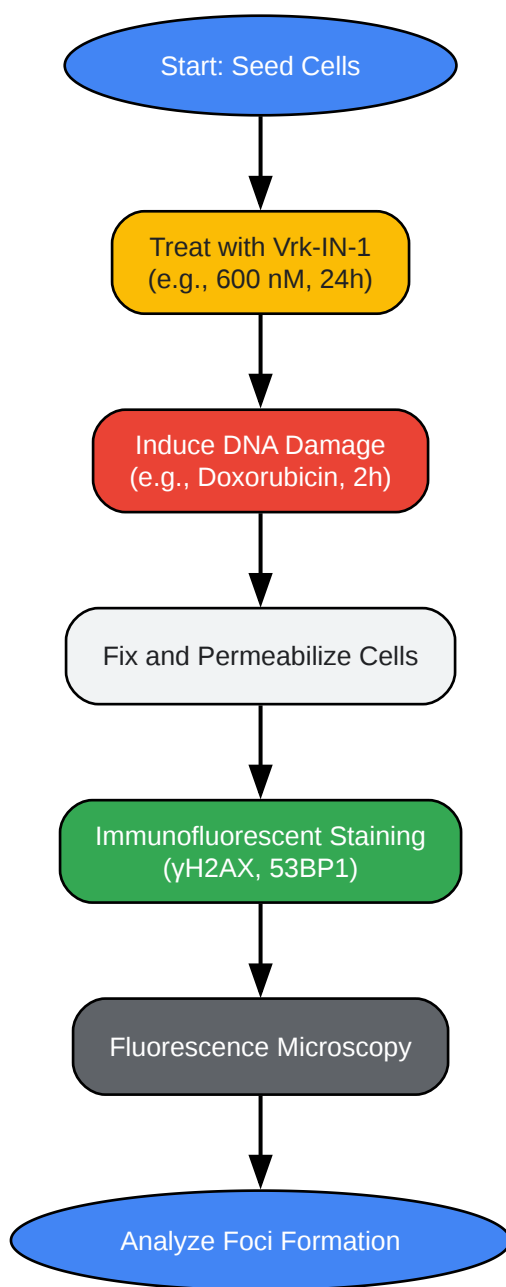 Start: Seed Cells
Treat with Vrk-IN-1
(e.g., 600 nM, 24h)
Induce DNA Damage
(e.g., Doxorubicin, 2h)
Fix and Permeabilize Cells
Immunofluorescent Staining
(γH2AX, 53BP1)
Fluorescence Microscopy
Analyze Foci Formation